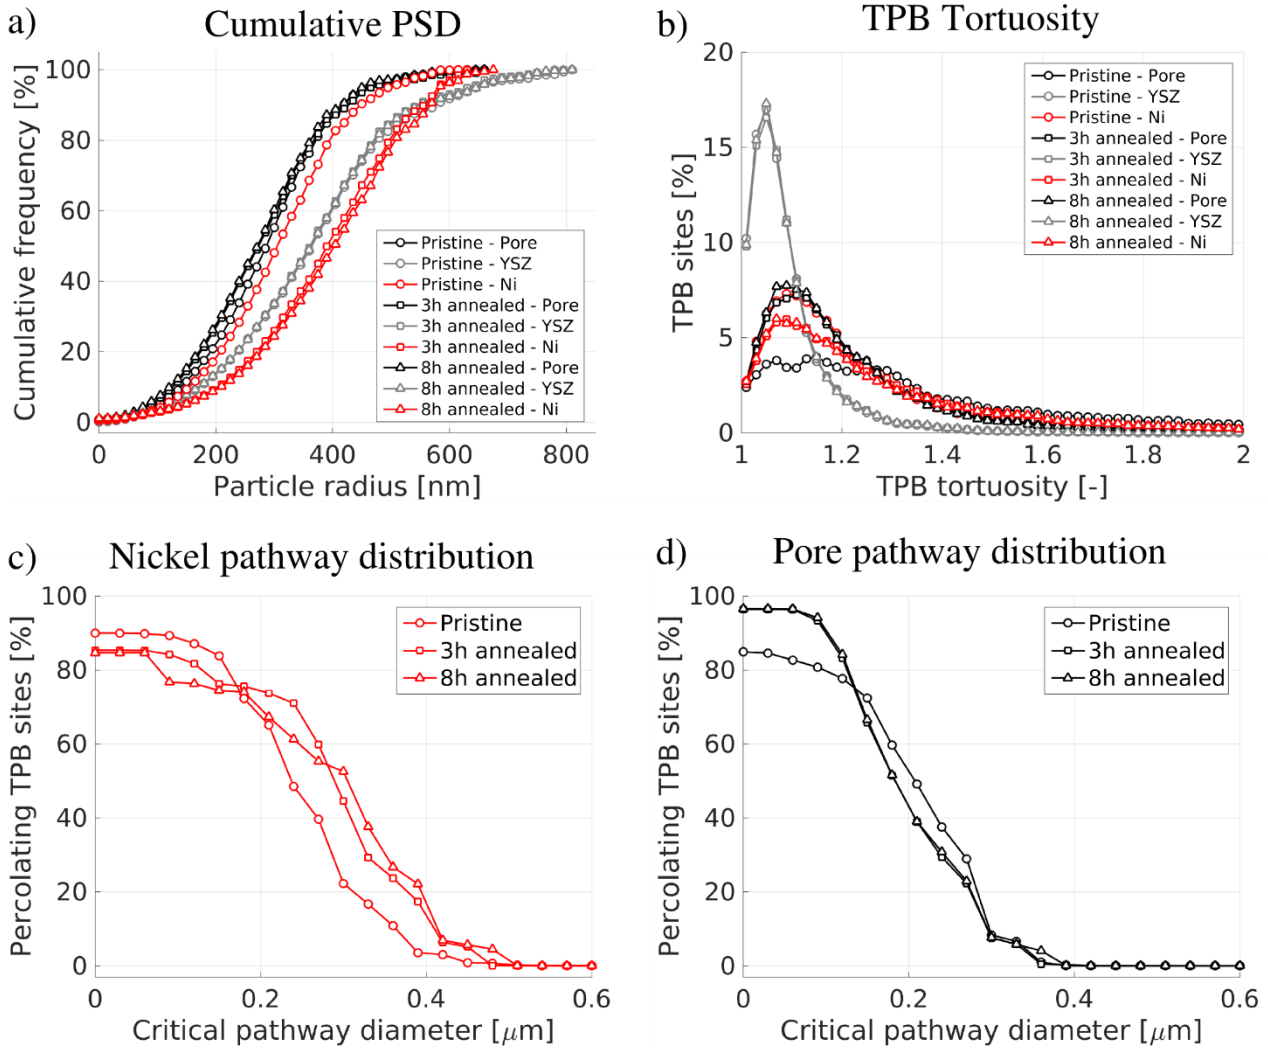 a)
Cumulative PSD
Cumulative frequency [%]
100
80
60
40
20
0
0
200
400
600
800
Particle radius [nm]
Pristine - Pore
Pristine - YSZ
Pristine - Ni
3h annealed - Pore
3h annealed - YSZ
3h annealed - Ni
8h annealed - Pore
8h annealed - YSZ
8h annealed - Ni
b)
TPB Tortuosity
TPB sites [%]
20
15
10
5
0
1
1.2
1.4
1.6
1.8
2
TPB tortuosity [-]
Pristine - Pore
Pristine - YSZ
Pristine - Ni
3h annealed - Pore
3h annealed - YSZ
3h annealed - Ni
8h annealed - Pore
8h annealed - YSZ
8h annealed - Ni
c)
Nickel pathway distribution
Percolating TPB sites [%]
100
80
60
40
20
0
0
0.2
0.4
0.6
Critical pathway diameter [μm]
Pristine
3h annealed
8h annealed
d)
Pore pathway distribution
Percolating TPB sites [%]
100
80
60
40
20
0
0
0.2
0.4
0.6
Critical pathway diameter [μm]
Pristine
3h annealed
8h annealed